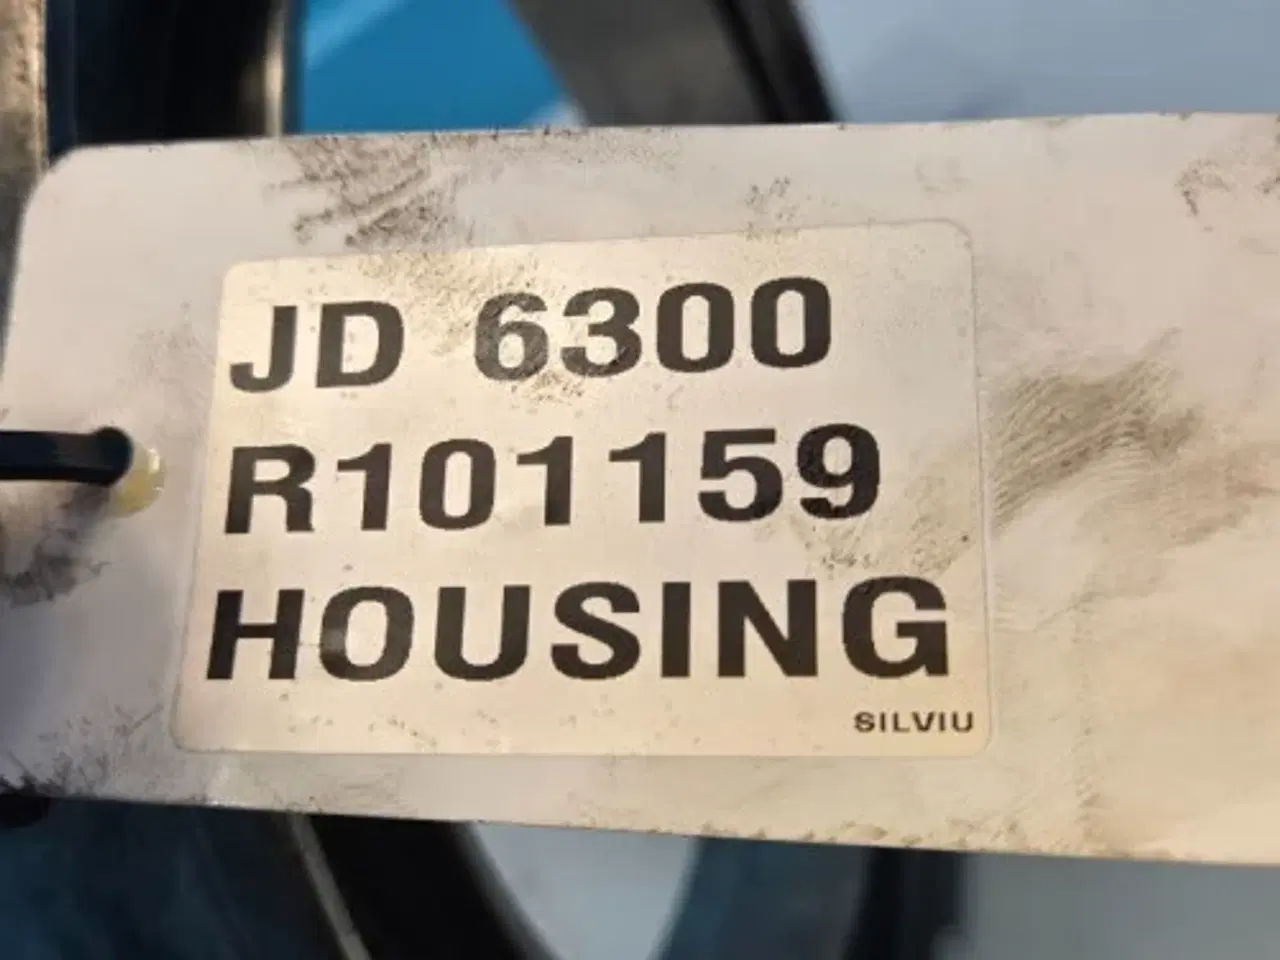 JD 6300
R101159
HOUSING
SILVIU